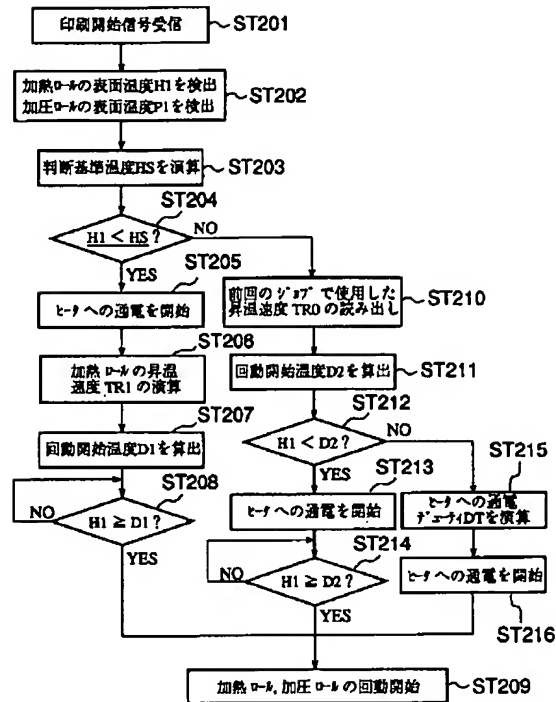 印刷開始信号受信
ST201
加熱ロールの表面温度H1を検出
加圧ロールの表面温度P1を検出
ST202
判断基準温度HSを演算
ST203
ST204
H1 < HS ?
NO
YES
ST205
ヒータへの通電を開始
ST206
加熱ロールの昇温
速度TR1の演算
ST207
回動開始温度D1を算出
ST208
H1 ≧ D1 ?
NO
YES
前回のジョブで使用した
昇温速度TR0の読み出し
ST210
回動開始温度D2を算出
ST211
ST212
H1 < D2 ?
NO
YES
ST213
ヒータへの通電を開始
ST214
H1 ≧ D2 ?
NO
YES
ST215
ヒータへの通電
デューティDTを演算
ヒータへの通電を開始
ST216
加熱ロール,加圧ロールの回動開始
ST209